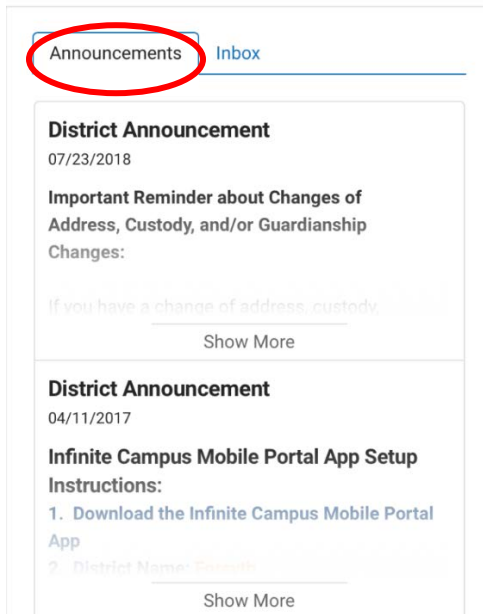 Announcements Inbox
District Announcement
07/23/2018
Important Reminder about Changes of
Address, Custody, and/or Guardianship
Changes:
If you have a change of address, custody,
Show More
District Announcement
04/11/2017
Infinite Campus Mobile Portal App Setup
Instructions:
1. Download the Infinite Campus Mobile Portal
App
2. District Name: Forsyth
Show More